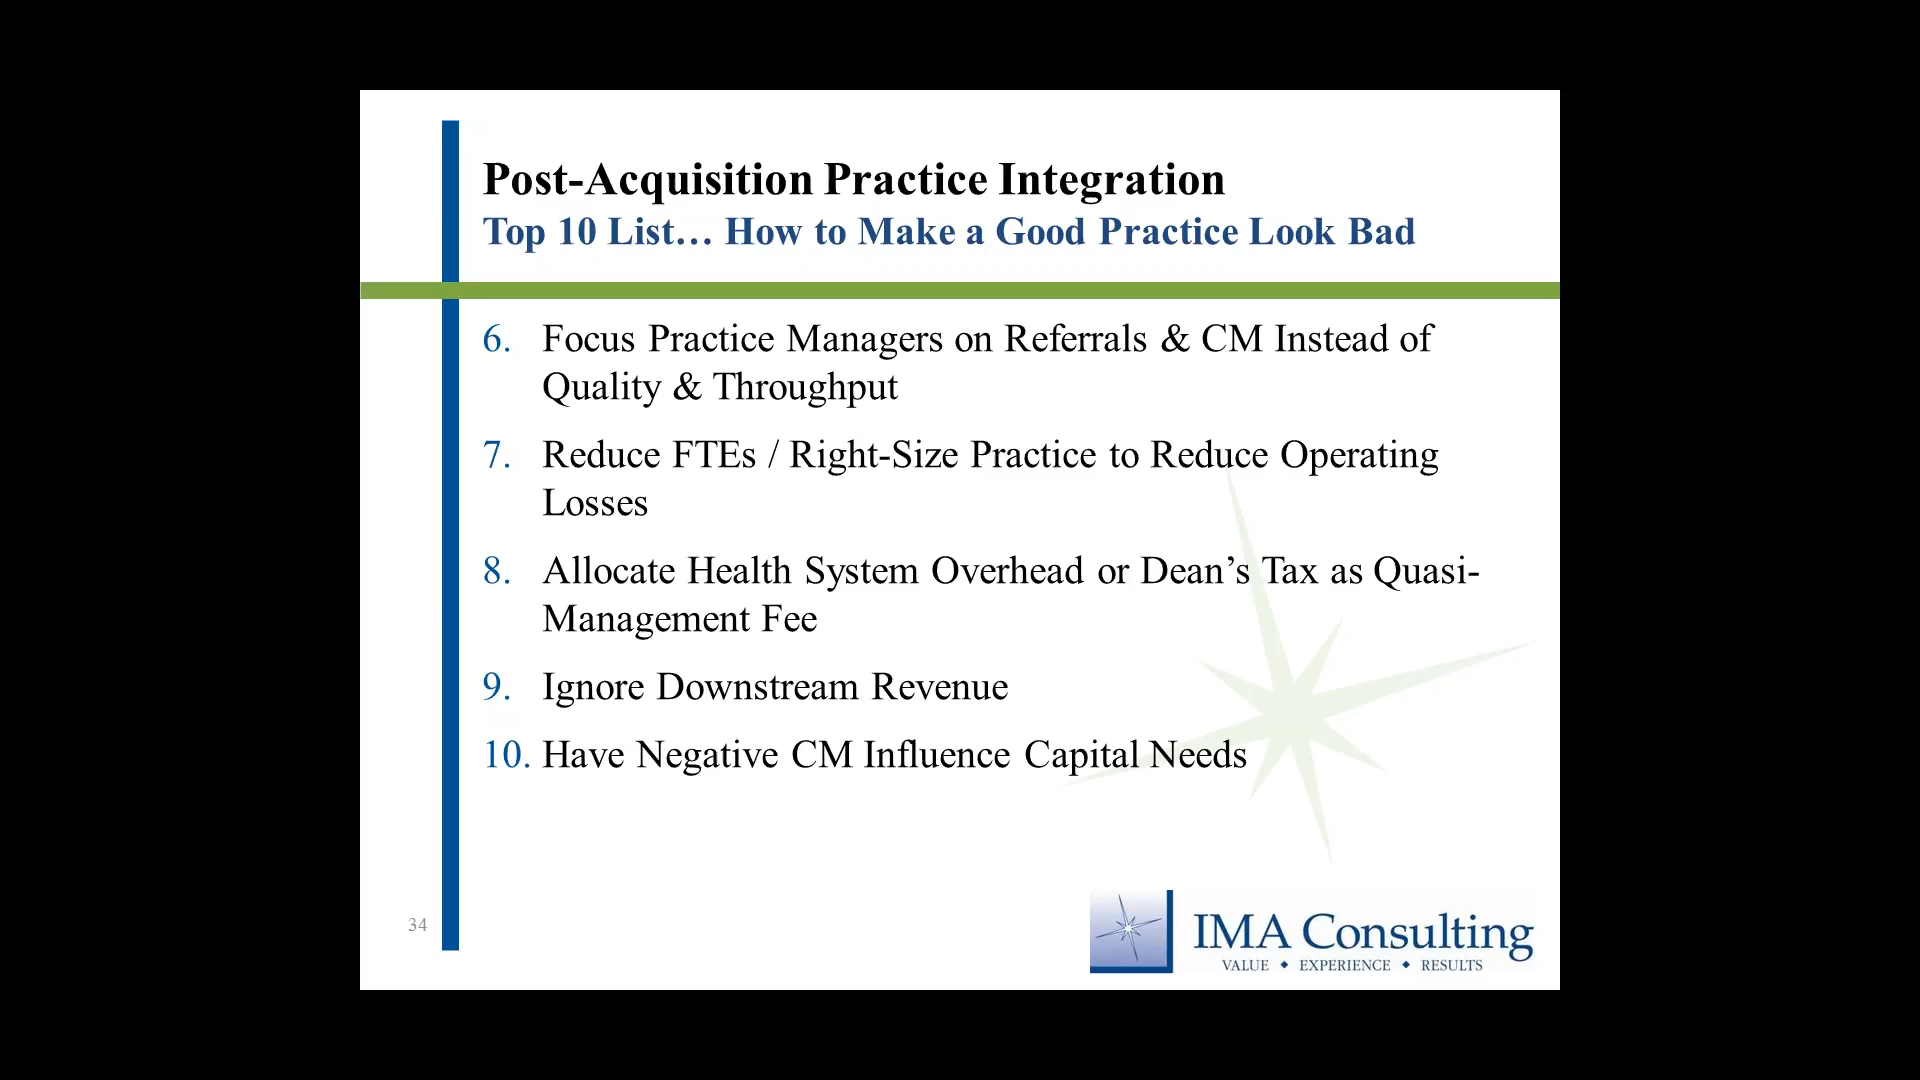 Post-Acquisition Practice Integration
Top 10 List… How to Make a Good Practice Look Bad
6. Focus Practice Managers on Referrals & CM Instead of
Quality & Throughput
7. Reduce FTEs / Right-Size Practice to Reduce Operating
Losses
8. Allocate Health System Overhead or Dean’s Tax as Quasi-
Management Fee
9. Ignore Downstream Revenue
10. Have Negative CM Influence Capital Needs
34
IMA Consulting
VALUE ◆ EXPERIENCE ◆ RESULTS